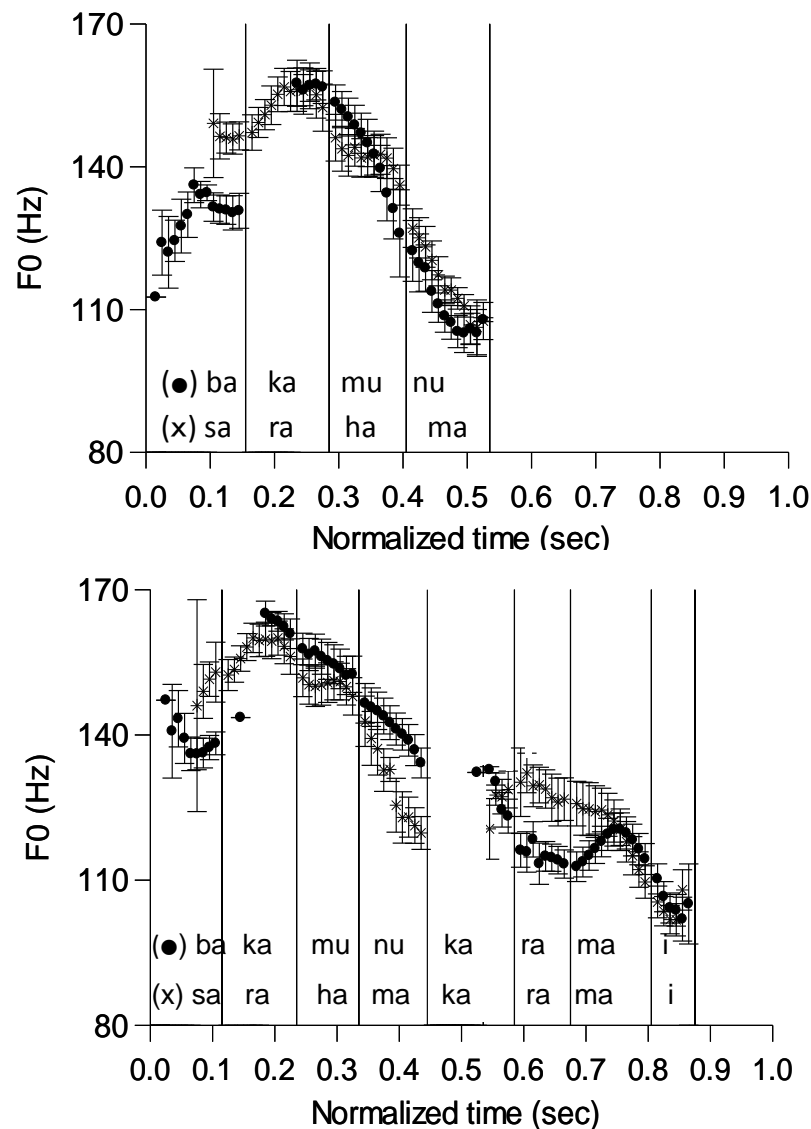 170
140
110
80
F0 (Hz)
(●) ba ka mu nu
(x) sa ra ha ma
0.0 0.1 0.2 0.3 0.4 0.5 0.6 0.7 0.8 0.9 1.0
Normalized time (sec)
170
140
110
80
F0 (Hz)
(●) ba ka mu nu ka ra ma i
(x) sa ra ha ma ka ra ma i
0.0 0.1 0.2 0.3 0.4 0.5 0.6 0.7 0.8 0.9 1.0
Normalized time (sec)